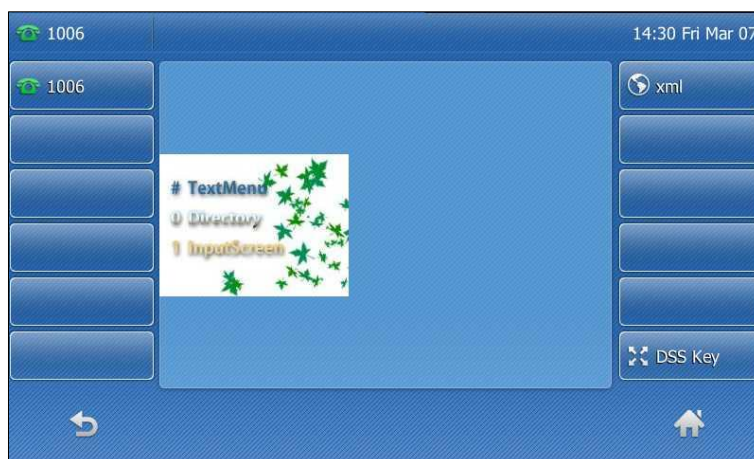 1006
14:30 Fri Mar 07
1006
xml
# TextMenu
0 Directory
1 InputScreen
DSS Key